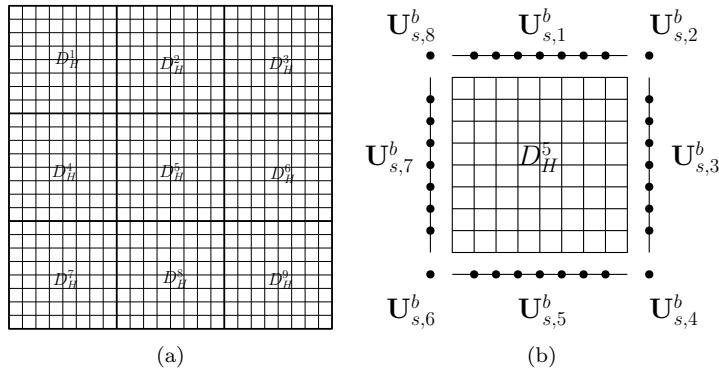 D_H^1 D_H^2 D_H^3
D_H^4 D_H^5 D_H^6
D_H^7 D_H^8 D_H^9
(a)
U_{s,8}^b U_{s,1}^b U_{s,2}^b
U_{s,7}^b D_H^5 U_{s,3}^b
U_{s,6}^b U_{s,5}^b U_{s,4}^b
(b)